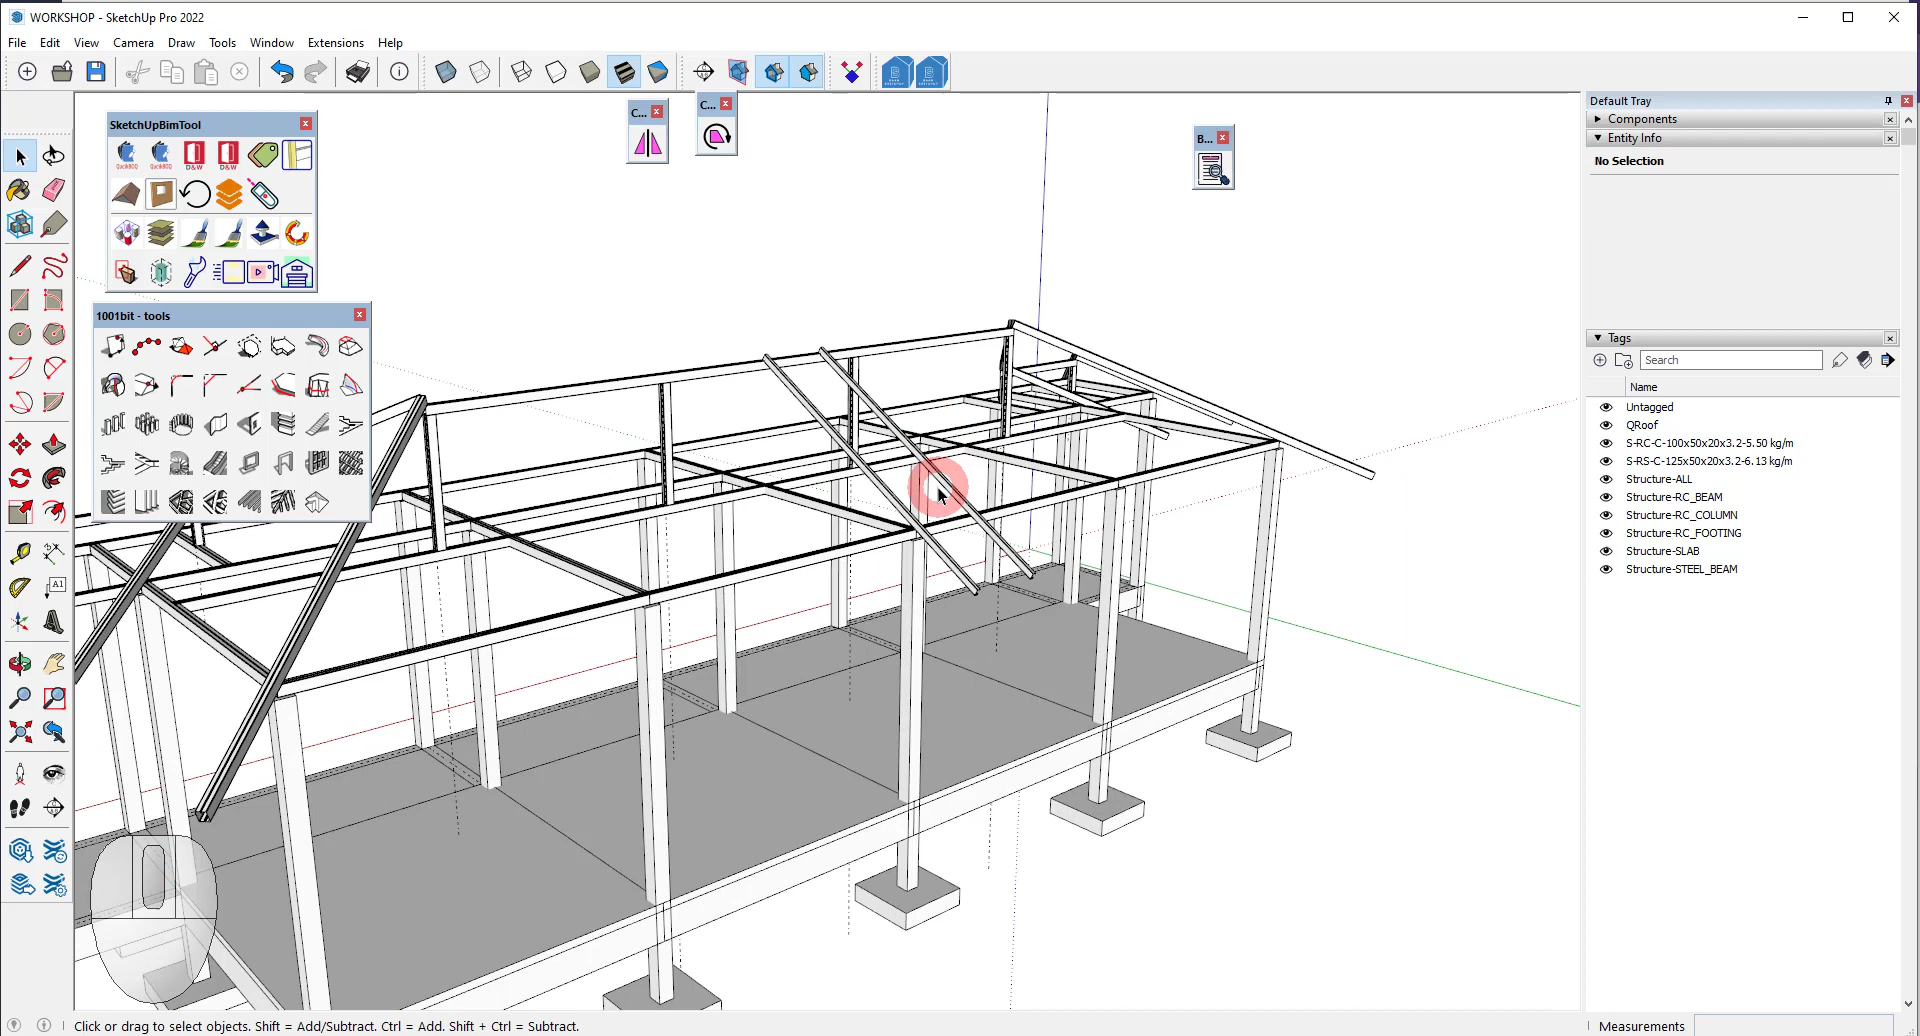 WORKSHOP - SketchUp Pro 2022
File Edit View Camera Draw Tools Window Extensions Help
SketchUpBimTool
D&W D&W
1001bit - tools
C...
C...
B...
A1
Default Tray
Components
Entity Info
No Selection
Tags
Search
Name
Untagged
QRoof
S-RC-C-100x50x20x3.2-5.50 kg/m
S-RS-C-125x50x20x3.2-6.13 kg/m
Structure-ALL
Structure-RC_BEAM
Structure-RC_COLUMN
Structure-RC_FOOTING
Structure-SLAB
Structure-STEEL_BEAM
Click or drag to select objects. Shift = Add/Subtract. Ctrl = Add. Shift + Ctrl = Subtract.
Measurements